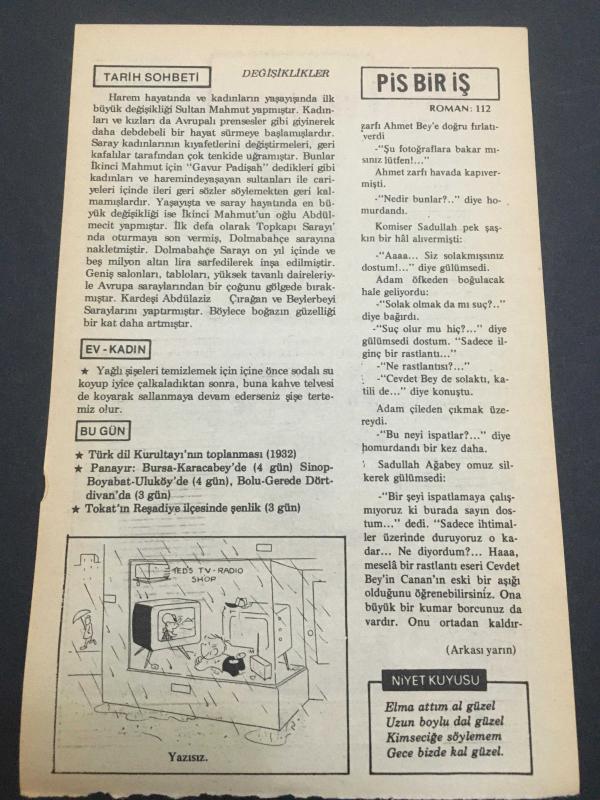 TARİH SOHBETİ
DEĞİŞİKLİKLER
Harem hayatında ve kadınların yaşayışında ilk
büyük değişikliği Sultan Mahmut yapmıştır. Kadın-
ları ve kızları da Avrupalı prensesler gibi giyinerek
daha debdebeli bir hayat sürmeye başlamışlardır.
Saray kadınlarının kıyafetlerini değiştirmeleri, geri
kafalılar tarafından çok tenkide uğramıştır. Bunlar
İkinci Mahmut için "Gavur Padişah" dedikleri gibi
kadınları ve haremindeyaşayan sultanları ile cari-
yeleri içinde ileri geri sözler söylemekten geri kal-
mamışlardır. Yaşayışta ve saray hayatında en bü-
yük değişikliği ise İkinci Mahmut'un oğlu Abdül-
mecit yapmıştır. İlk defa olarak Topkapı Sarayı'
nda oturmaya son vermiş, Dolmabahçe sarayına
nakletmiştir. Dolmabahçe Sarayı on yıl içinde ve
beş milyon altın lira sarfedilerek inşa edilmiştir.
Geniş salonları, tabloları, yüksek tavanlı daireleriy-
le Avrupa saraylarından bir çoğunu gölgede bırak-
mıştır. Kardeşi Abdülaziz Çırağan ve Beylerbeyi
Saraylarını yaptırmıştır. Böylece boğazın güzelliği
bir kat daha artmıştır.
EV - KADIN
★ Yağlı şişeleri temizlemek için içine önce sodalı su
koyup iyice çalkaladıktan sonra, buna kahve telvesi
de koyarak sallanmaya devam ederseniz şişe terte-
miz olur.
BU GÜN
★ Türk dil Kurultayı'nın toplanması (1932)
★ Panayır: Bursa-Karacabey'de (4 gün) Sinop-
Boyabat-Uluköy'de (4 gün), Bolu-Gerede Dört-
divan'da (3 gün)
★ Tokat'ın Reşadiye ilçesinde şenlik (3 gün)
TED'S TV-RADIO
SHOP
Yazısız.
PİS BİR İŞ
ROMAN: 112
zarfı Ahmet Bey'e doğru fırlatı-
verdi
-"Şu fotoğraflara bakar mı-
sınız lütfen!..."
Ahmet zarfı havada kapıver-
mişti.
-"Nedir bunlar?.." diye ho-
murdandı.
Komiser Sadullah pek şaş-
kın bir hâl alıvermişti:
-"Aaaa... Siz solakmışsınız
dostum!..." diye gülümsedi.
Adam öfkeden boğulacak
hale geliyordu:
-"Solak olmak da mı suç?.."
diye bağırdı.
-"Suç olur mu hiç?..." diye
gülümsedi dostum. "Sadece il-
ginç bir rastlantı..."
-"Ne rastlantısı?..."
-"Cevdet Bey de solaktı, ka-
tili de..." diye konuştu.
Adam çileden çıkmak üze-
reydi.
-"Bu neyi ispatlar?..." diye
homurdandı bir kez daha.
Sadullah Ağabey omuz sil-
kerek gülümsedi:
-"Bir şeyi ispatlamaya çalış-
mıyoruz ki burada sayın dos-
tum..." dedi. "Sadece ihtimal-
ler üzerinde duruyoruz o ka-
dar... Ne diyordum?... Haaa,
meselâ bir rastlantı eseri Cevdet
Bey'in Canan'ın eski bir aşığı
olduğunu öğrenebilirsiniz. Ona
büyük bir kumar borcunuz da
vardır. Onu ortadan kaldır-
(Arkası yarın)
NİYET KUYUSU
Elma attım al güzel
Uzun boylu dal güzel
Kimseciğe söylemem
Gece bizde kal güzel.